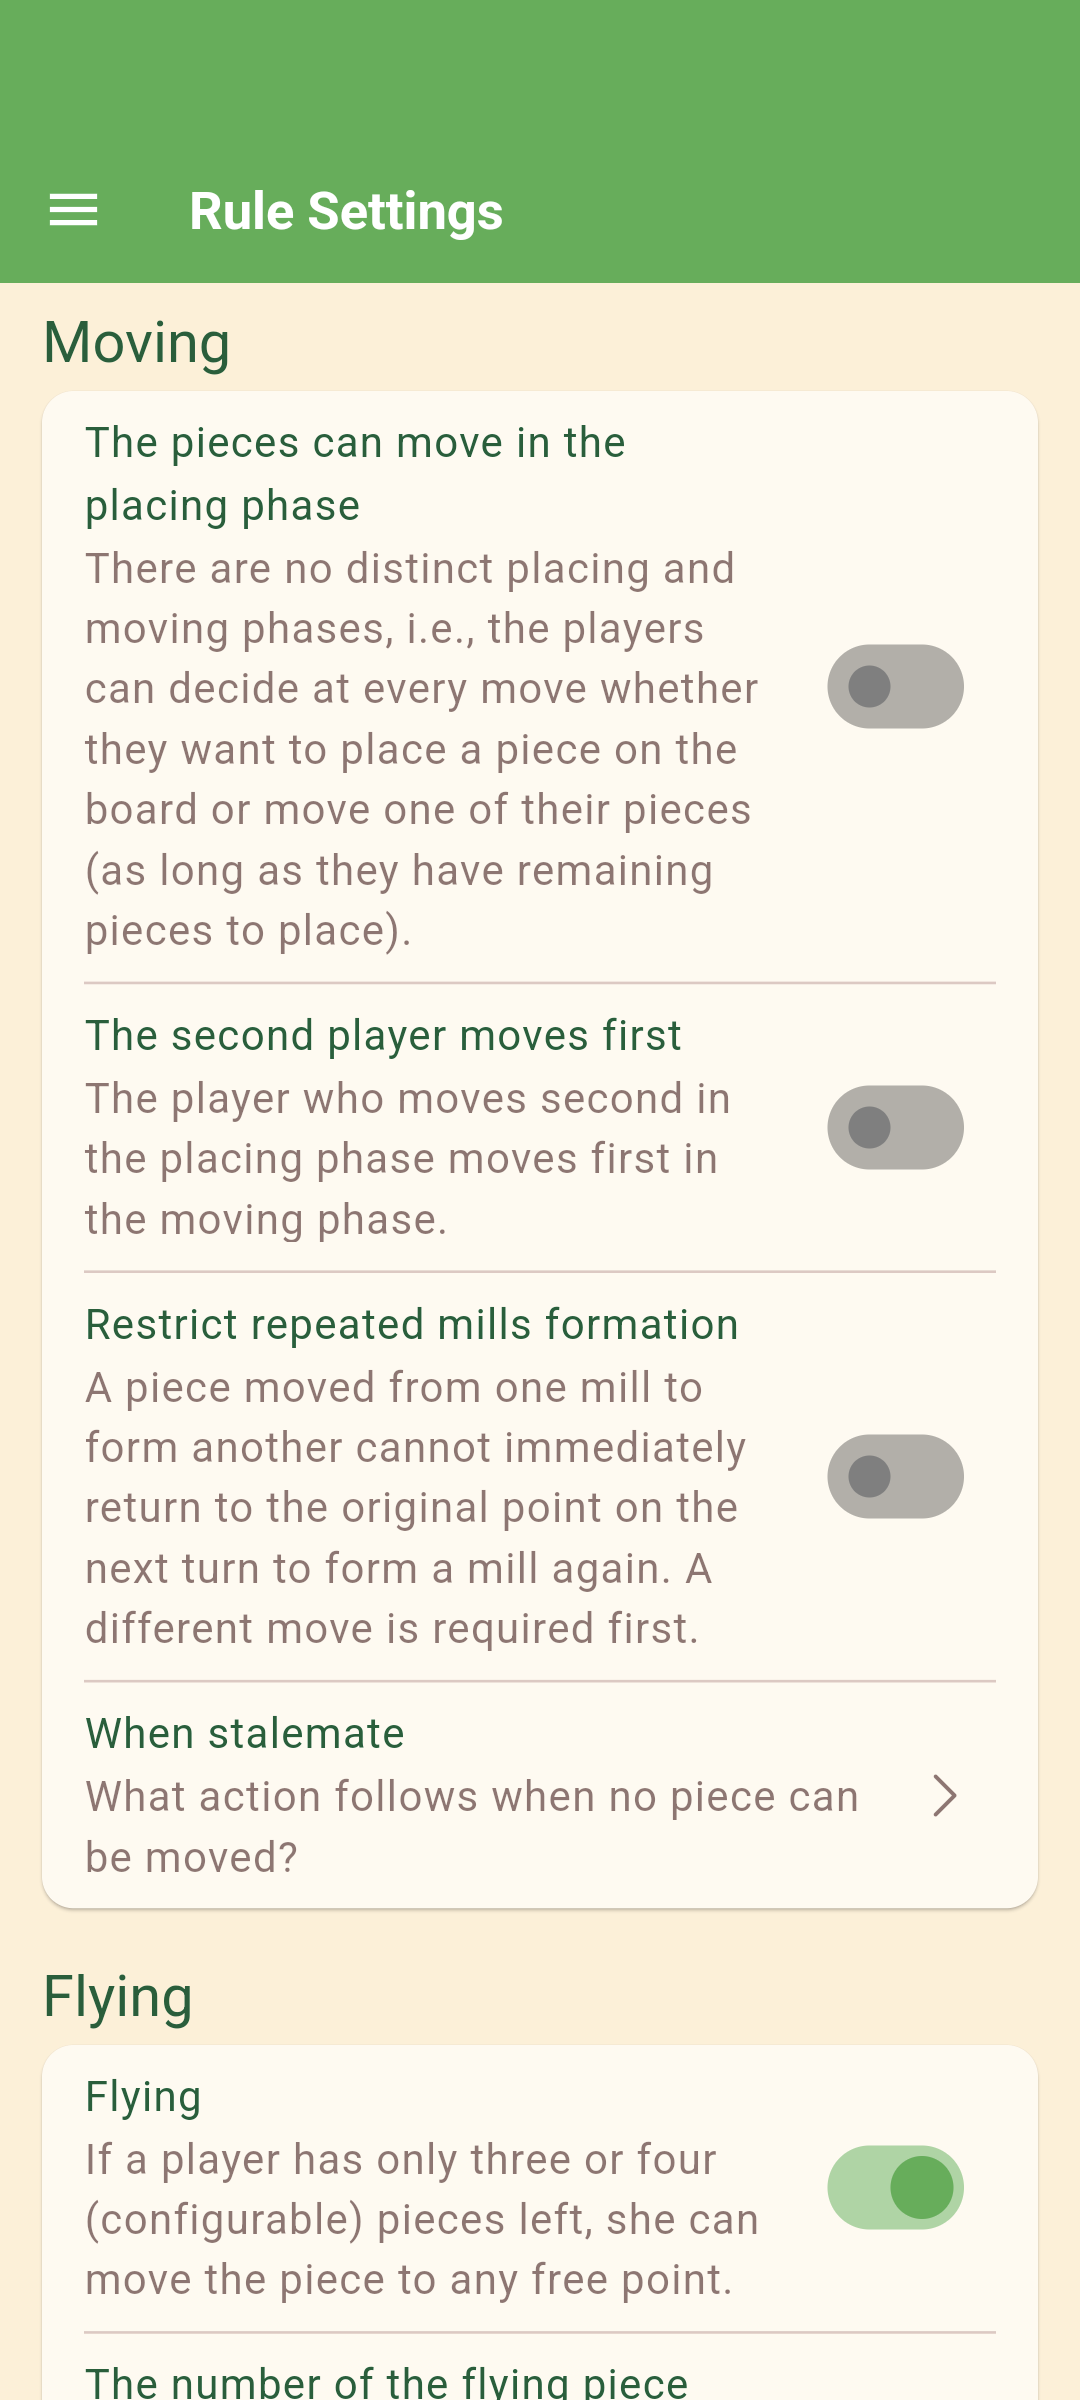 Rule Settings
Moving
The pieces can move in the
placing phase
There are no distinct placing and
moving phases, i.e., the players
can decide at every move whether
they want to place a piece on the
board or move one of their pieces
(as long as they have remaining
pieces to place).
The second player moves first
The player who moves second in
the placing phase moves first in
the moving phase.
Restrict repeated mills formation
A piece moved from one mill to
form another cannot immediately
return to the original point on the
next turn to form a mill again. A
different move is required first.
When stalemate
What action follows when no piece can
be moved?
Flying
Flying
If a player has only three or four
(configurable) pieces left, she can
move the piece to any free point.
The number of the flying piece